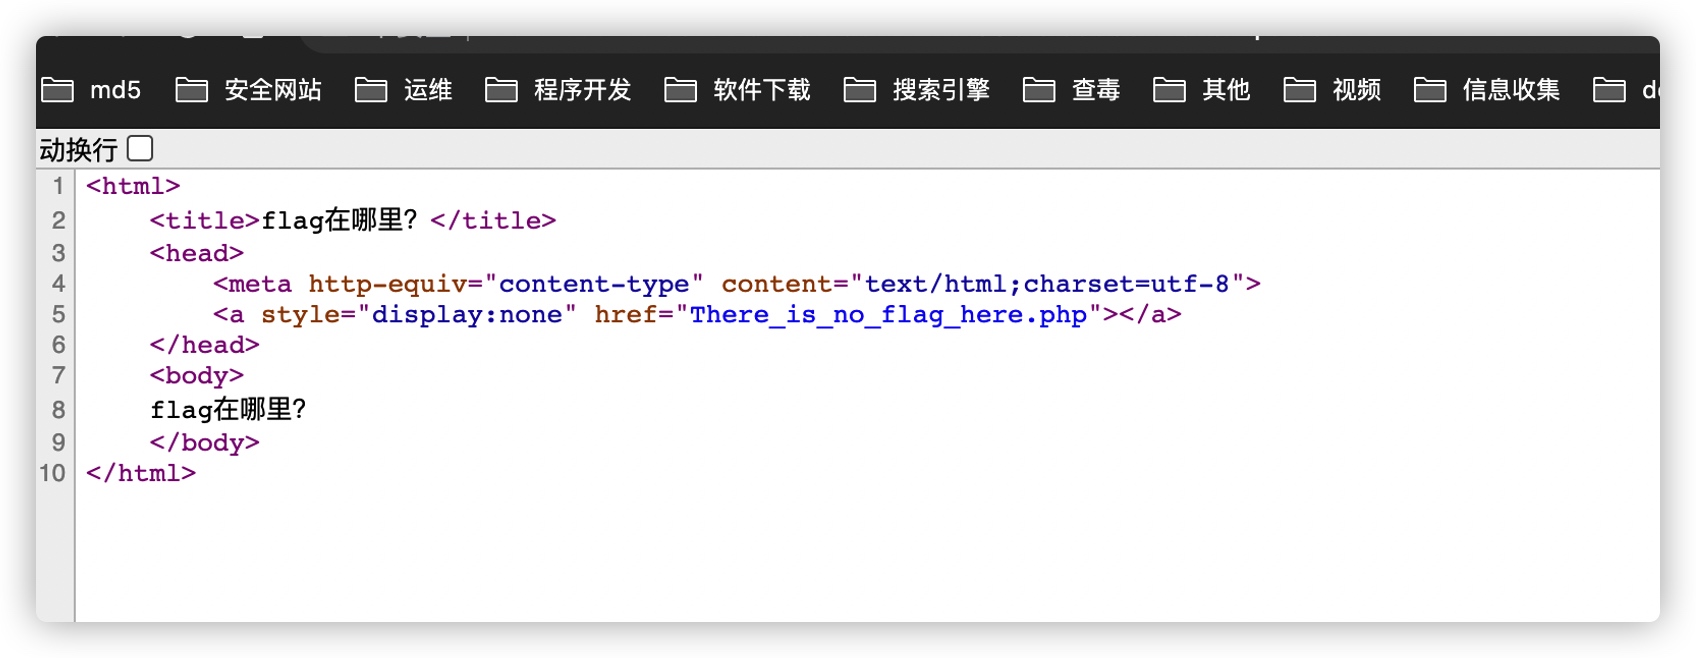 md5 安全网站 运维 程序开发 软件下载 搜索引擎 查毒 其他 视频 信息收集
动换行
1 <html>
2 <title>flag在哪里？</title>
3 <head>
4 <meta http-equiv="content-type" content="text/html;charset=utf-8">
5 <a style="display:none" href="There_is_no_flag_here.php"></a>
6 </head>
7 <body>
8 flag在哪里？
9 </body>
10 </html>